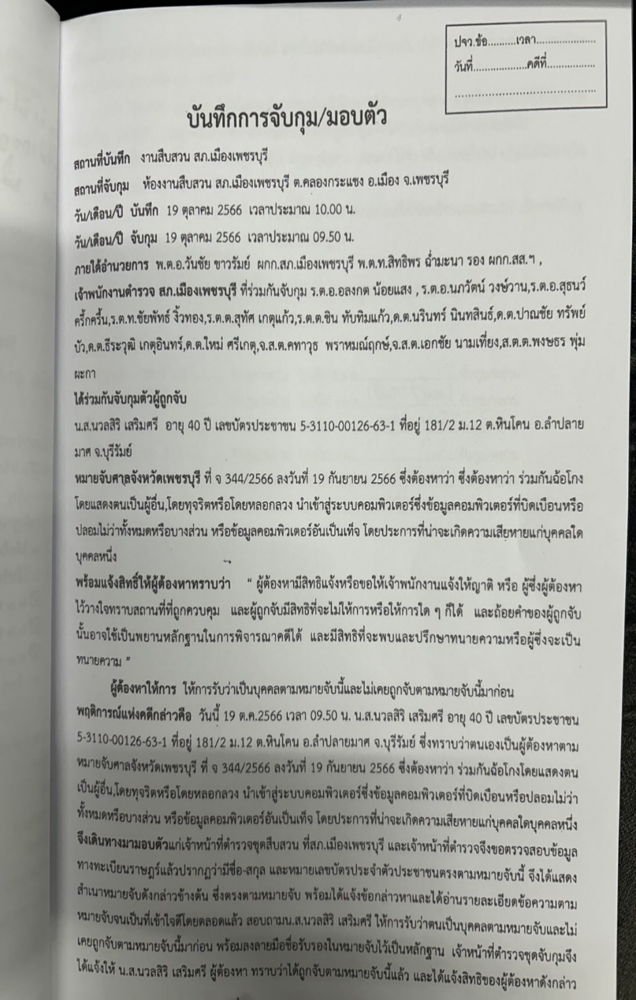 ปจว.ข้อ..........เวลา.....................
วันที่...................คดีที่.................
..................................................
บันทึกการจับกุม/มอบตัว
สถานที่บันทึก งานสืบสวน สภ.เมืองเพชรบุรี
สถานที่จับกุม ห้องงานสืบสวน สภ.เมืองเพชรบุรี ต.คลองกระแชง อ.เมือง จ.เพชรบุรี
วัน/เดือน/ปี บันทึก 19 ตุลาคม 2566 เวลาประมาณ 10.00 น.
วัน/เดือน/ปี จับกุม 19 ตุลาคม 2566 เวลาประมาณ 09.50 น.
ภายใต้อำนวยการ พ.ต.อ.วันชัย ขาวรัมย์ ผกก.สภ.เมืองเพชรบุรี พ.ต.ท.สิทธิพร ฉ่ำมะนา รอง ผกก.สส.ฯ ,
เจ้าพนักงานตำรวจ สภ.เมืองเพชรบุรี ที่ร่วมกันจับกุม ร.ต.อ.อลงกต น้อยแสง , ร.ต.อ.นภวัตน์ วงษ์วาน,ร.ต.อ.สุธนว์
ครึ้กครื้น,ร.ต.ท.ชัยพัทธ์ งิ้วทอง,ร.ต.ต.สุทัศ เกตุแก้ว,ร.ต.ต.ชิน ทับทิมแก้ว,ด.ต.นรินทร์ นินทสินธ์,ด.ต.ปาณชัย ทรัพย์
บัว,ด.ต.ธีระวุฒิ เกตุอินทร์,ด.ต.ใหม่ ศรีเกตุ,จ.ส.ต.คทาวุธ พราหมณ์ฤกษ์,จ.ส.ต.เอกชัย นามเที่ยง,ส.ต.ต.พงษธร พุ่ม
ผะกา
ได้ร่วมกันจับกุมตัวผู้ถูกจับ
น.ส.นวลสิริ เสริมศรี อายุ 40 ปี เลขบัตรประชาชน 5-3110-00126-63-1 ที่อยู่ 181/2 ม.12 ต.หินโคน อ.ลำปลาย
มาศ จ.บุรีรัมย์
หมายจับศาลจังหวัดเพชรบุรี ที่ จ 344/2566 ลงวันที่ 19 กันยายน 2566 ซึ่งต้องหาว่า ซึ่งต้องหาว่า ร่วมกันฉ้อโกง
โดยแสดงตนเป็นผู้อื่น,โดยทุจริตหรือโดยหลอกลวง นำเข้าสู่ระบบคอมพิวเตอร์ซึ่งข้อมูลคอมพิวเตอร์ที่บิดเบือนหรือ
ปลอมไม่ว่าทั้งหมดหรือบางส่วน หรือข้อมูลคอมพิวเตอร์อันเป็นเท็จ โดยประการที่น่าจะเกิดความเสียหายแก่บุคคลใด
บุคคลหนึ่ง
พร้อมแจ้งสิทธิ์ให้ผู้ต้องหาทราบว่า " ผู้ต้องหามีสิทธิแจ้งหรือขอให้เจ้าพนักงานแจ้งให้ญาติ หรือ ผู้ซึ่งผู้ต้องหา
ไว้วางใจทราบสถานที่ที่ถูกควบคุม และผู้ถูกจับมีสิทธิที่จะไม่ให้การหรือให้การใด ๆ ก็ได้ และถ้อยคำของผู้ถูกจับ
นั้นอาจใช้เป็นพยานหลักฐานในการพิจารณาคดีได้ และมีสิทธิที่จะพบและปรึกษาทนายความหรือผู้ซึ่งจะเป็น
ทนายความ "
ผู้ต้องหาให้การ ให้การรับว่าเป็นบุคคลตามหมายจับนี้และไม่เคยถูกจับตามหมายจับนี้มาก่อน
พฤติการณ์แห่งคดีกล่าวคือ วันนี้ 19 ต.ค.2566 เวลา 09.50 น. น.ส.นวลสิริ เสริมศรี อายุ 40 ปี เลขบัตรประชาชน
5-3110-00126-63-1 ที่อยู่ 181/2 ม.12 ต.หินโคน อ.ลำปลายมาศ จ.บุรีรัมย์ ซึ่งทราบว่าตนเองเป็นผู้ต้องหาตาม
หมายจับศาลจังหวัดเพชรบุรี ที่ จ 344/2566 ลงวันที่ 19 กันยายน 2566 ซึ่งต้องหาว่า ร่วมกันฉ้อโกงโดยแสดงตน
เป็นผู้อื่น,โดยทุจริตหรือโดยหลอกลวง นำเข้าสู่ระบบคอมพิวเตอร์ซึ่งข้อมูลคอมพิวเตอร์ที่บิดเบือนหรือปลอมไม่ว่า
ทั้งหมดหรือบางส่วน หรือข้อมูลคอมพิวเตอร์อันเป็นเท็จ โดยประการที่น่าจะเกิดความเสียหายแก่บุคคลใดบุคคลหนึ่ง
จึงเดินทางมามอบตัวแก่เจ้าหน้าที่ตำรวจชุดสืบสวน ที่สภ.เมืองเพชรบุรี และเจ้าหน้าที่ตำรวจจึงขอตรวจสอบข้อมูล
ทางทะเบียนราษฎร์แล้วปรากฏว่ามีชื่อ-สกุล และหมายเลขบัตรประจำตัวประชาชนตรงตามหมายจับนี้ จึงได้แสดง
สำเนาหมายจับดังกล่าวข้างต้น ซึ่งตรงตามหมายจับ พร้อมได้แจ้งข้อกล่าวหาและได้อ่านรายละเอียดข้อความตาม
หมายจับจนเป็นที่เข้าใจดีโดยตลอดแล้ว สอบถามน.ส.นวลสิริ เสริมศรี ให้การรับว่าตนเป็นบุคคลตามหมายจับและไม่
เคยถูกจับตามหมายจับนี้มาก่อน พร้อมลงลายมือชื่อรับรองในหมายจับไว้เป็นหลักฐาน เจ้าหน้าที่ตำรวจชุดจับกุมจึง
ได้แจ้งให้ น.ส.นวลสิริ เสริมศรี ผู้ต้องหา ทราบว่าได้ถูกจับตามหมายจับนี้แล้ว และได้แจ้งสิทธิของผู้ต้องหาดังกล่าว